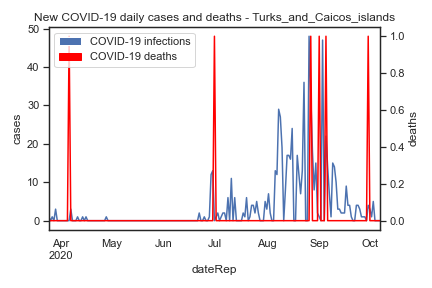 New COVID-19 daily cases and deaths - Turks_and_Caicos_islands
COVID-19 infections
COVID-19 deaths
50
40
30
20
10
0
cases
1.0
0.8
0.6
0.4
0.2
0.0
deaths
Apr May Jun Jul Aug Sep Oct
2020
dateRep